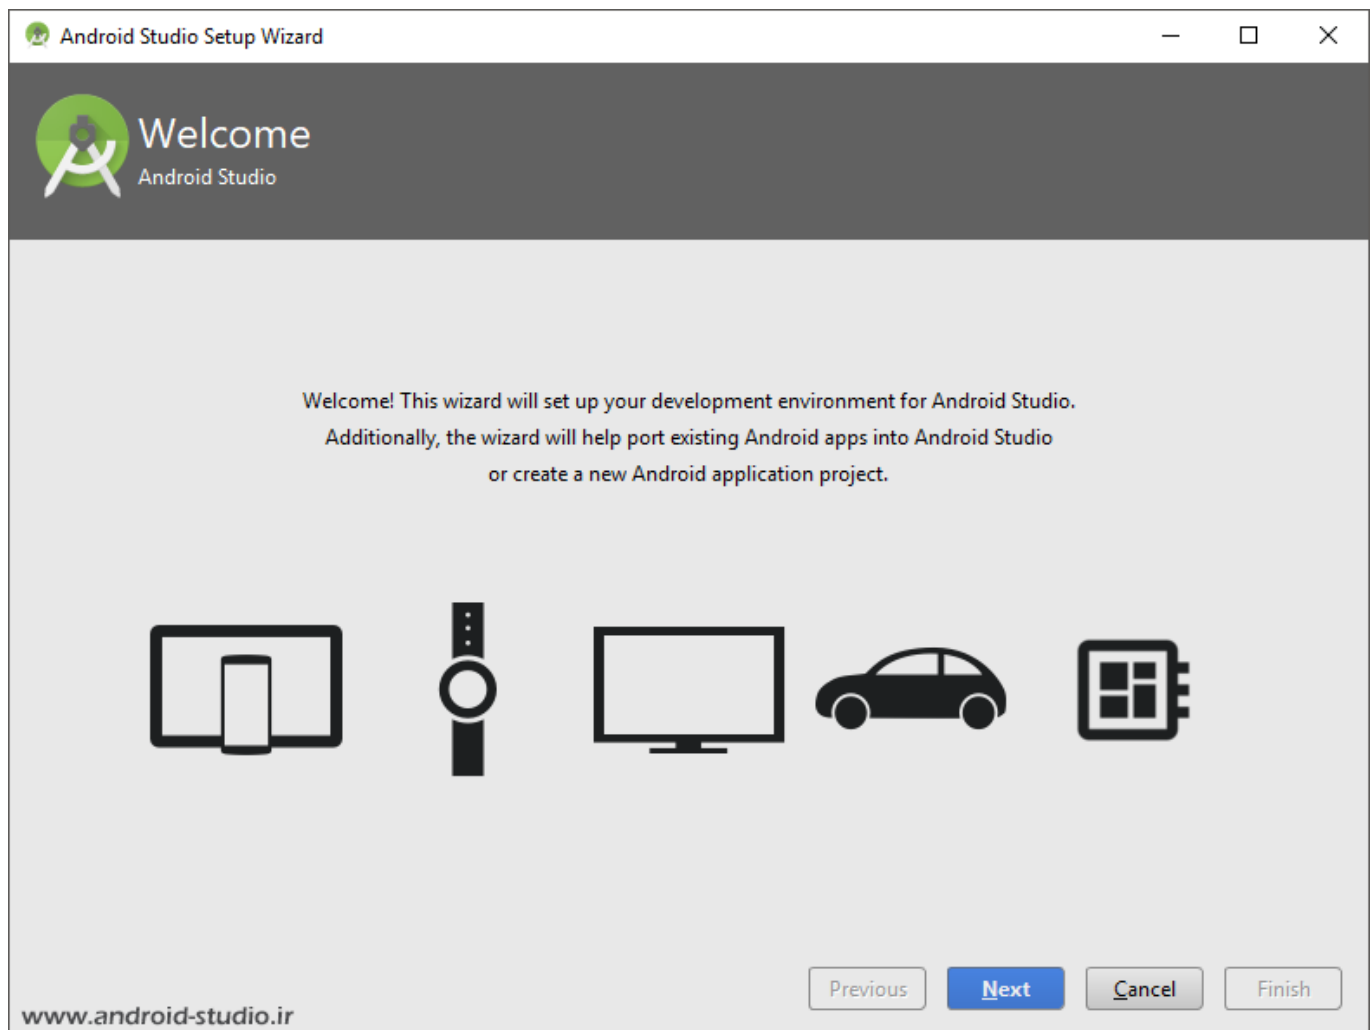 Android Studio Setup Wizard
Welcome
Android Studio
Welcome! This wizard will set up your development environment for Android Studio.
Additionally, the wizard will help port existing Android apps into Android Studio
or create a new Android application project.
Previous
Next
Cancel
Finish
www.android-studio.ir